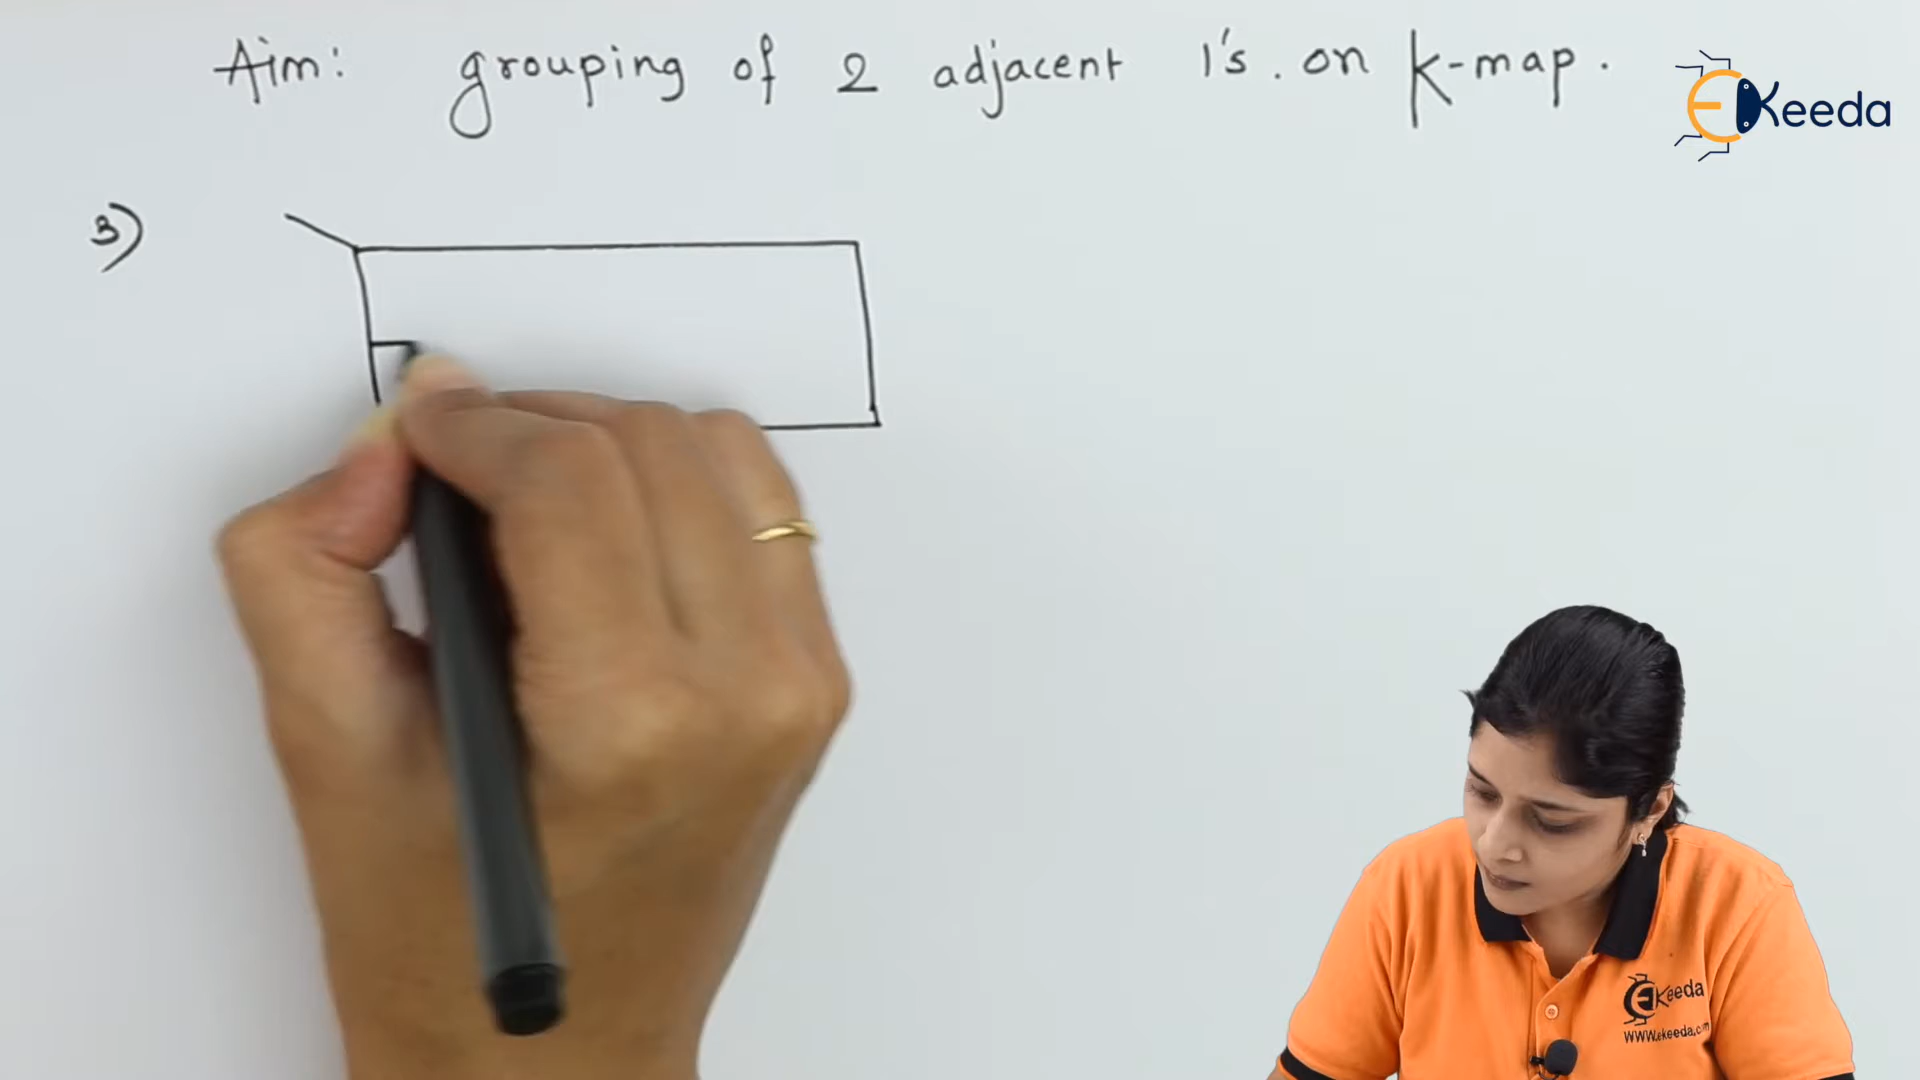 Aim: grouping of 2 adjacent 1's. on K-map.
EKeeda
3)
EKeeda
www.ekeeda.com